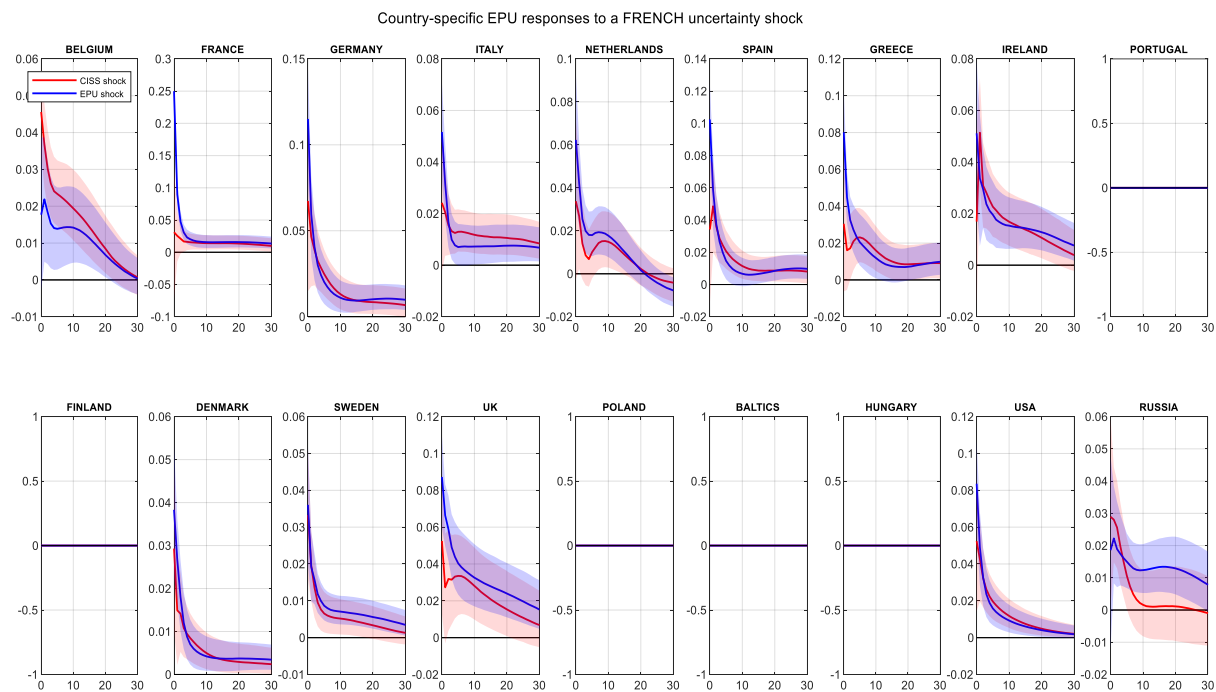 Country-specific EPU responses to a FRENCH uncertainty shock
BELGIUM FRANCE GERMANY ITALY NETHERLANDS SPAIN GREECE IRELAND PORTUGAL
0.06 0.3 0.15 0.08 0.1 0.14 0.12 0.08 1
CISS shock
EPU shock
0.04 0.03 0.02 0.01 0 -0.01
0.25 0.2 0.15 0.1 0.05 0 -0.05 -0.1
0.1 0.05 0
0.06 0.04 0.02 0 -0.02
0.08 0.06 0.04 0.02 0 -0.02
0.12 0.1 0.08 0.06 0.04 0.02 0 -0.02
0.1 0.08 0.06 0.04 0.02 0 -0.02
0.06 0.04 0.02 0 -0.02
0.5 0 -0.5 -1
0 10 20 30 0 10 20 30 0 10 20 30 0 10 20 30 0 10 20 30 0 10 20 30 0 10 20 30 0 10 20 30 0 10 20 30
FINLAND DENMARK SWEDEN UK POLAND BALTICS HUNGARY USA RUSSIA
1 0.5 0 -0.5 -1
0.06 0.05 0.04 0.03 0.02 0.01 0
0.06 0.05 0.04 0.03 0.02 0.01 0 -0.01
0.12 0.1 0.08 0.06 0.04 0.02 0 -0.02
1 0.5 0 -0.5 -1
1 0.5 0 -0.5 -1
1 0.5 0 -0.5 -1
0.12 0.1 0.08 0.06 0.04 0.02 0 -0.02
0.06 0.05 0.04 0.03 0.02 0.01 0 -0.01 -0.02
0 10 20 30 0 10 20 30 0 10 20 30 0 10 20 30 0 10 20 30 0 10 20 30 0 10 20 30 0 10 20 30 0 10 20 30